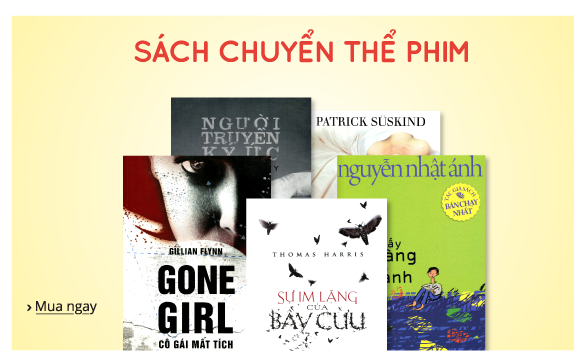 SÁCH CHUYỂN THỂ PHIM
NGƯỜI
TRUYỀN
KÝ ỨC
PATRICK SÜSKIND
nguyễn nhật ánh
TÁC GIẢ SÁCH
BÁN CHẠY
NHẤT
GILLIAN FLYNN
GONE
GIRL
CÔ GÁI MẤT TÍCH
THOMAS HARRIS
SỰ IM LẶNG
CỦA
BẦY CỪU
› Mua ngay